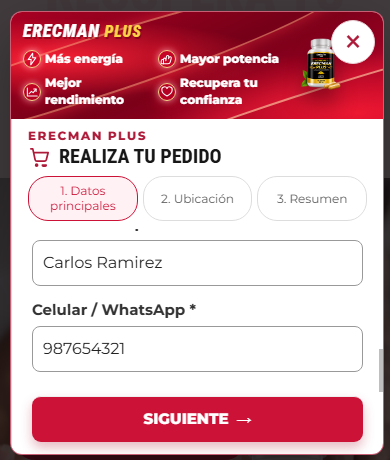 ERECMAN PLUS
Más energía
Mayor potencia
Mejor
rendimiento
Recupera tu
confianza
ERECMAN PLUS
REALIZA TU PEDIDO
1. Datos
principales
2. Ubicación
3. Resumen
Carlos Ramirez
Celular / WhatsApp *
987654321
SIGUIENTE →